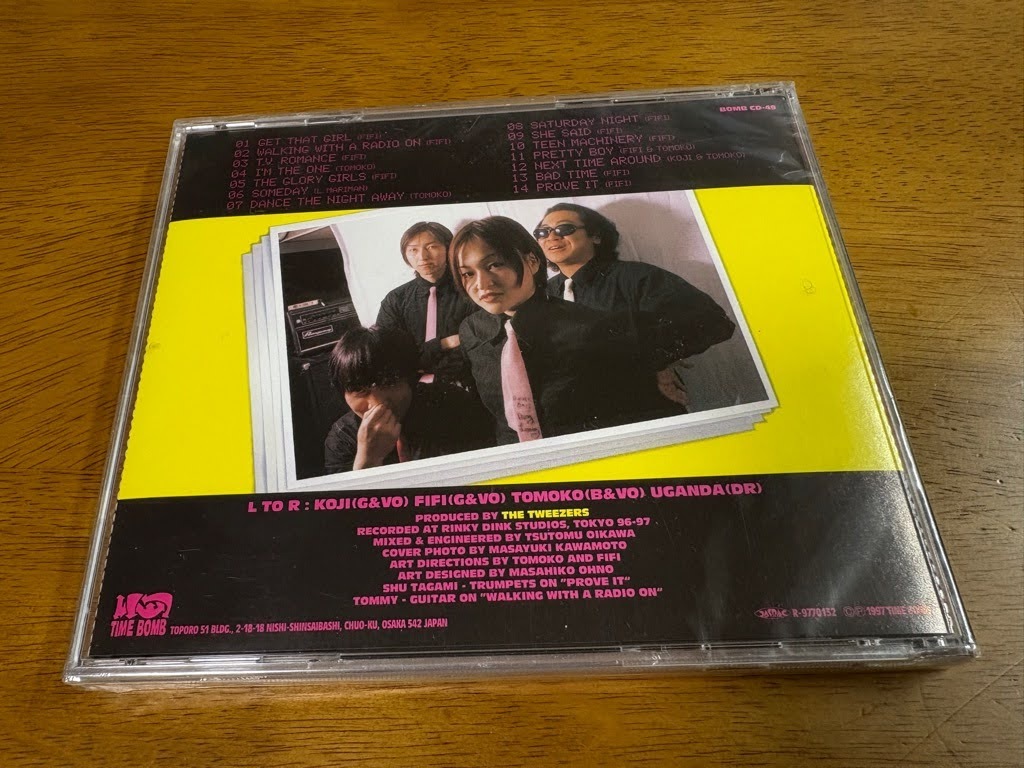 BOMB CD-49
01 GET THAT GIRL (FIFI)
02 WALKING WITH A RADIO ON (FIFI)
03 T.V. ROMANCE (FIFI)
04 I'M THE ONE (TOMOKO)
05 THE GLORY GIRLS (FIFI)
06 SOMEDAY (L. MARIMAN)
07 DANCE THE NIGHT AWAY (TOMOKO)
08 SATURDAY NIGHT (FIFI)
09 SHE SAID (FIFI)
10 TEEN MACHINERY (FIFI)
11 PRETTY BOY (FIFI & TOMOKO)
12 NEXT TIME AROUND (KOJI & TOMOKO)
13 BAD TIME (FIFI)
14 PROVE IT (FIFI)
L TO R : KOJI(G&VO) FIFI(G&VO) TOMOKO(B&VO) UGANDA(DR)
PRODUCED BY THE TWEEZERS
RECORDED AT RINKY DINK STUDIOS, TOKYO 96-97
MIXED & ENGINEERED BY TSUTOMU OIKAWA
COVER PHOTO BY MASAYUKI KAWAMOTO
ART DIRECTIONS BY TOMOKO AND FIFI
ART DESIGNED BY MASAHIKO OHNO
SHU TAGAMI - TRUMPETS ON "PROVE IT"
TOMMY - GUITAR ON "WALKING WITH A RADIO ON"
TIME BOMB
TOPORO 51 BLDG., 2-18-18 NISHI-SHINSAIBASHI, CHUO-KU, OSAKA 542 JAPAN
R-9770152 ©℗ 1997 TIME BOMB